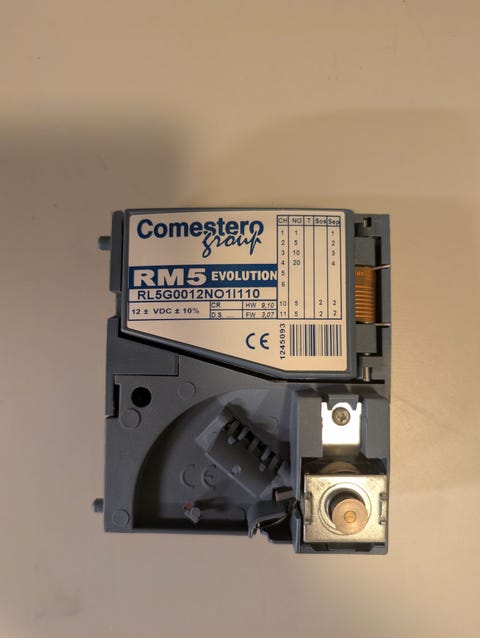 Comestero
group
RM5 EVOLUTION
RL5G0012NO1I110
12 ± VDC ± 10%
CR HW 9,10
D.S. ..... FW 3,07
CE
1245093
CH NO T Sos Sep
1 1 1
2 5 2
3 10 3
4 20 4
5
6
10 5 2 2
11 5 2 2
CE